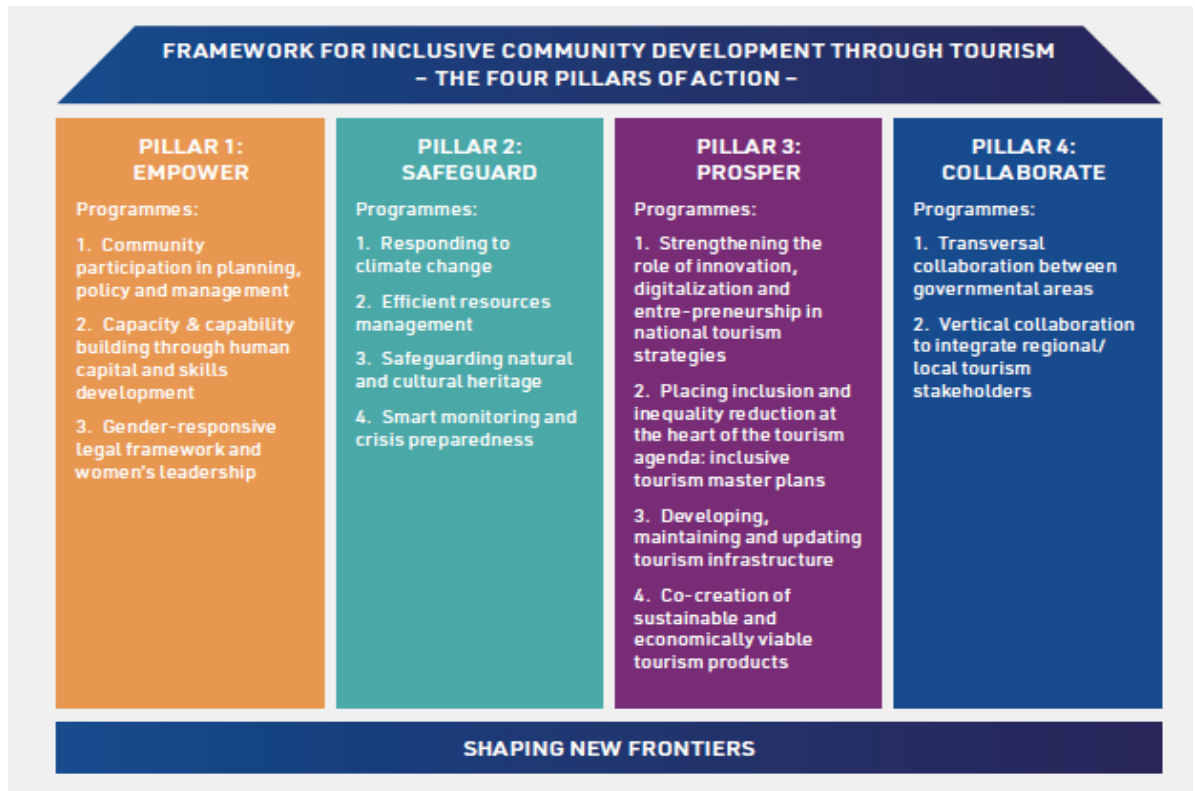 FRAMEWORK FOR INCLUSIVE COMMUNITY DEVELOPMENT THROUGH TOURISM
– THE FOUR PILLARS OF ACTION –
PILLAR 1:
EMPOWER
Programmes:
1. Community
participation in planning,
policy and management
2. Capacity & capability
building through human
capital and skills
development
3. Gender-responsive
legal framework and
women's leadership
PILLAR 2:
SAFEGUARD
Programmes:
1. Responding to
climate change
2. Efficient resources
management
3. Safeguarding natural
and cultural heritage
4. Smart monitoring and
crisis preparedness
PILLAR 3:
PROSPER
Programmes:
1. Strengthening the
role of innovation,
digitalization and
entre-preneurship in
national tourism
strategies
2. Placing inclusion and
inequality reduction at
the heart of the tourism
agenda: inclusive
tourism master plans
3. Developing,
maintaining and updating
tourism infrastructure
4. Co-creation of
sustainable and
economically viable
tourism products
PILLAR 4:
COLLABORATE
Programmes:
1. Transversal
collaboration between
governmental areas
2. Vertical collaboration
to integrate regional/
local tourism
stakeholders
SHAPING NEW FRONTIERS